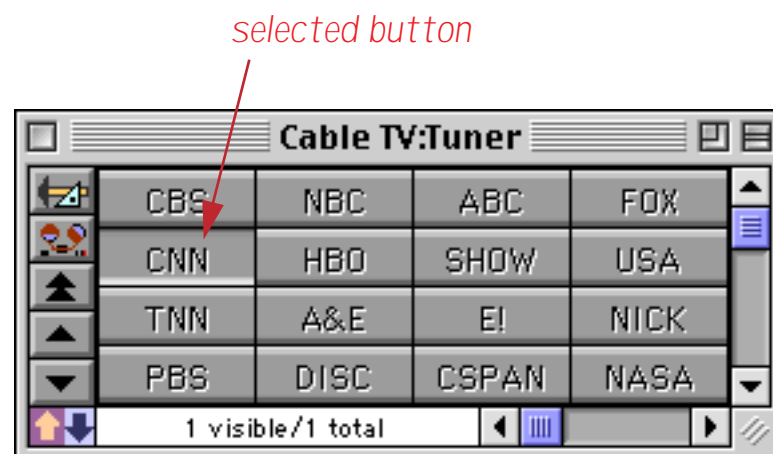 selected button
Cable TV:Tuner
CBS NBC ABC FOX
CNN HBO SHOW USA
TNN A&E E! NICK
PBS DISC CSPAN NASA
1 visible/1 total